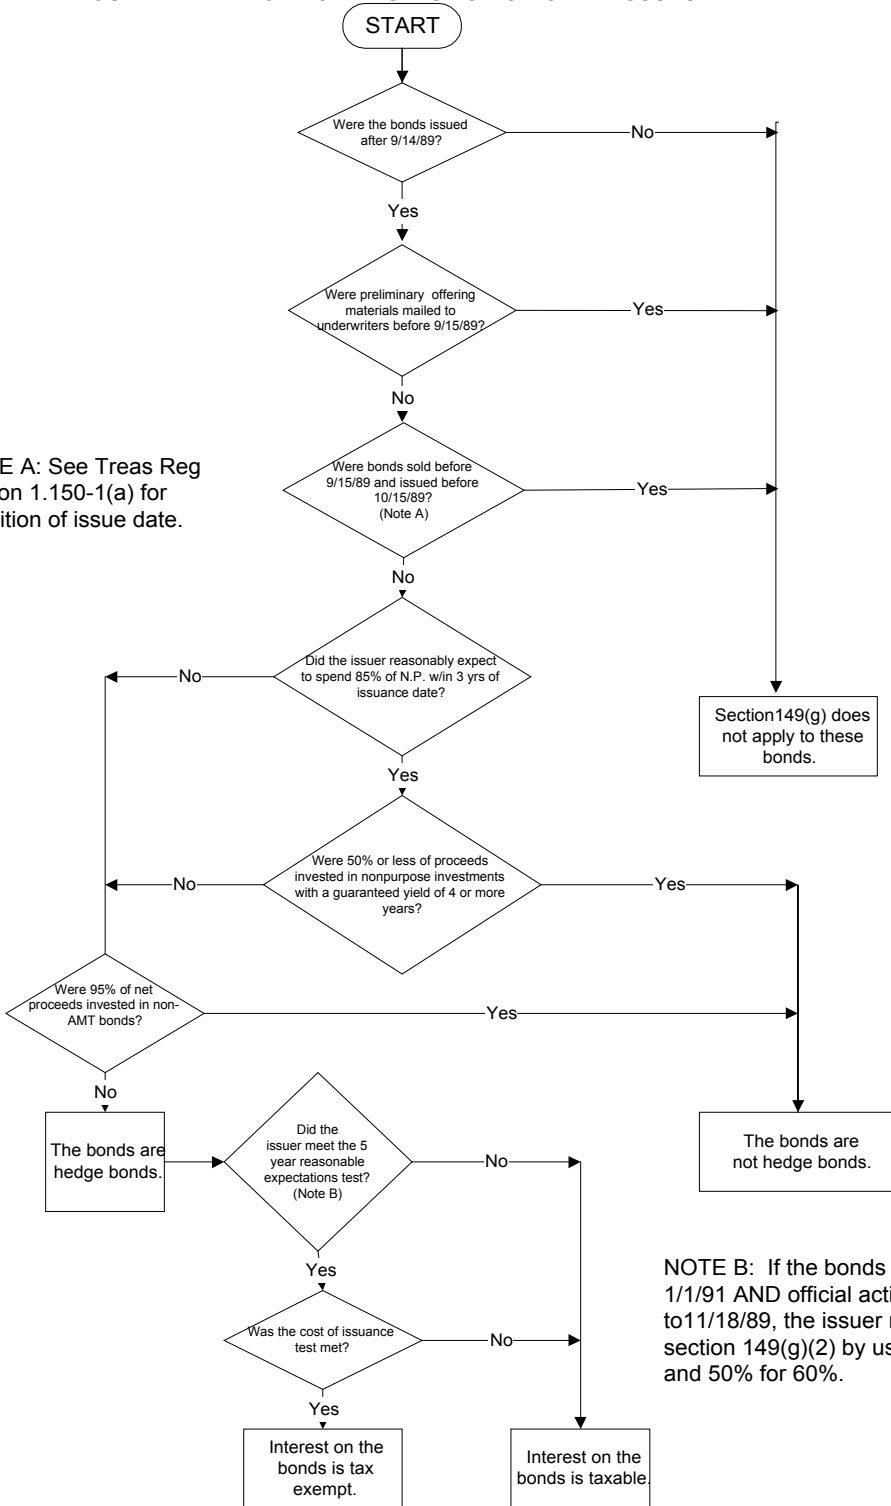 START
Were the bonds issued
after 9/14/89?
No
Yes
Were preliminary offering
materials mailed to
underwriters before 9/15/89?
Yes
No
E A: See Treas Reg
on 1.150-1(a) for
ition of issue date.
Were bonds sold before
9/15/89 and issued before
10/15/89?
(Note A)
Yes
No
Did the issuer reasonably expect
to spend 85% of N.P. w/in 3 yrs of
issuance date?
No
Yes
Section149(g) does
not apply to these
bonds.
Were 50% or less of proceeds
invested in nonpurpose investments
with a guaranteed yield of 4 or more
years?
No
Yes
Were 95% of net
proceeds invested in non-
AMT bonds?
Yes
No
The bonds are
hedge bonds.
Did the
issuer meet the 5
year reasonable
expectations test?
(Note B)
No
The bonds are
not hedge bonds.
Yes
NOTE B: If the bonds
1/1/91 AND official acti
to11/18/89, the issuer
section 149(g)(2) by us
and 50% for 60%.
Was the cost of issuance
test met?
No
Yes
Interest on the
bonds is tax
exempt.
Interest on the
bonds is taxable.